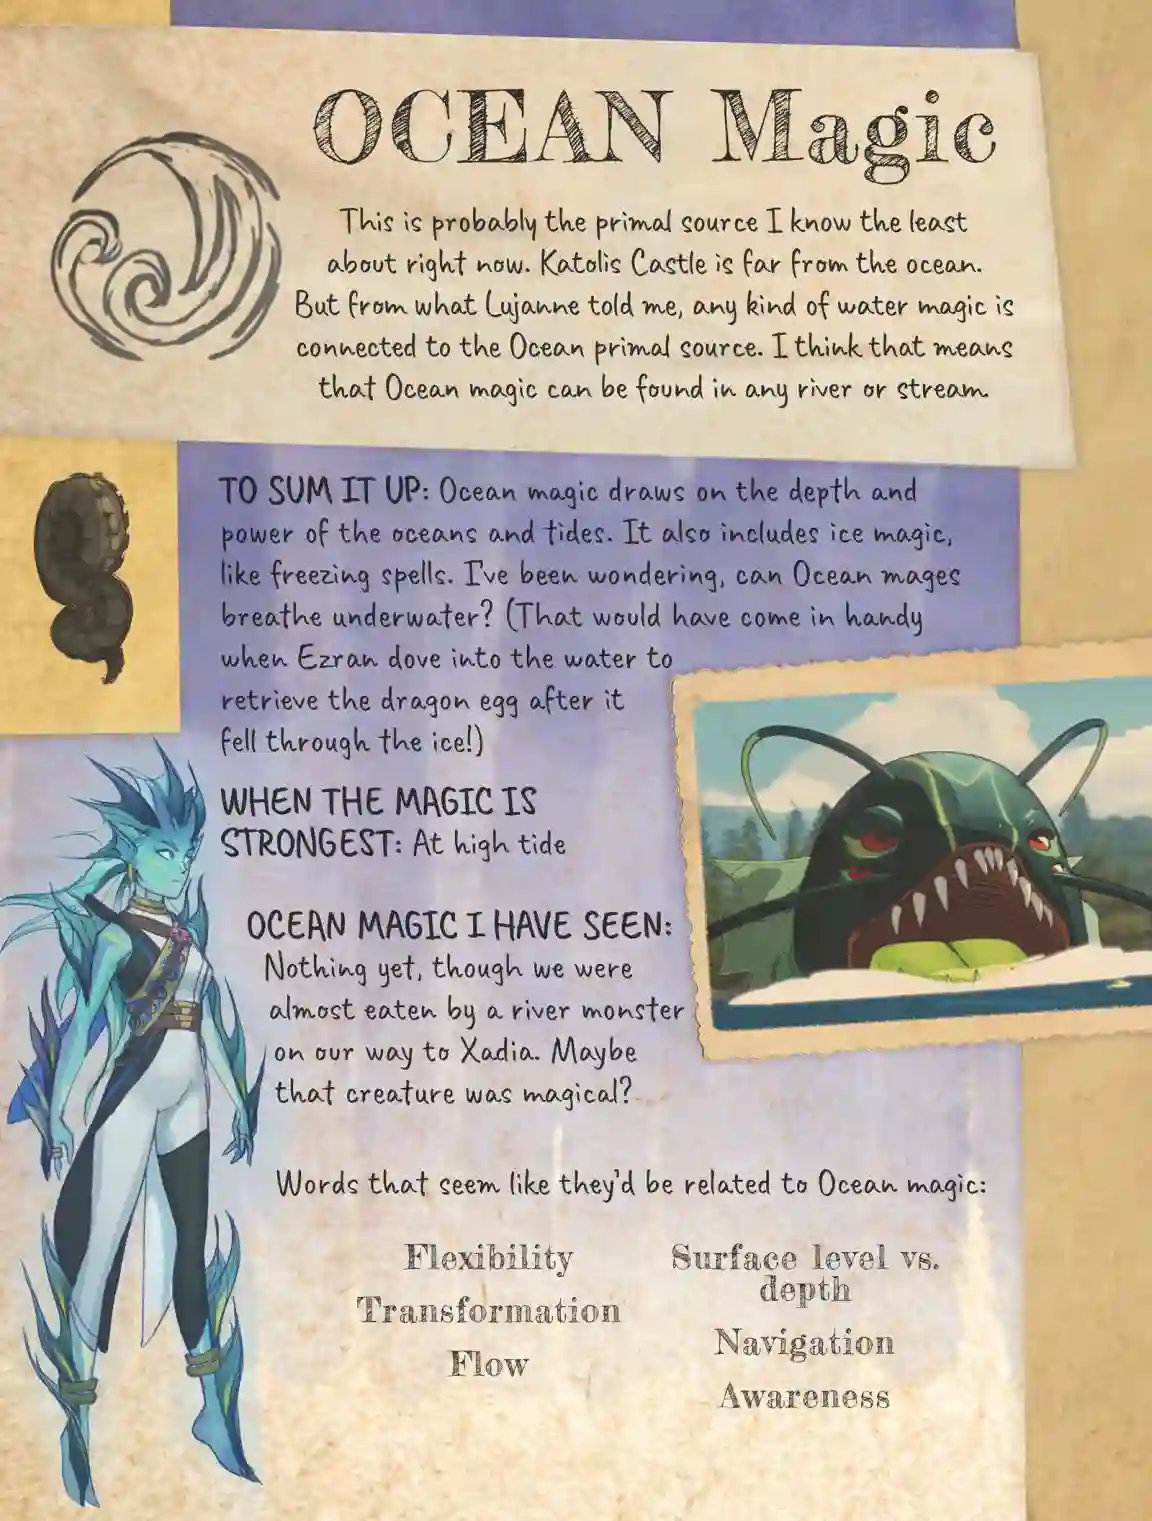 OCEAN Magic
This is probably the primal source I know the least
about right now. Katolis Castle is far from the ocean.
But from what Lujanne told me, any kind of water magic is
connected to the Ocean primal source. I think that means
that Ocean magic can be found in any river or stream.
TO SUM IT UP: Ocean magic draws on the depth and
power of the oceans and tides. It also includes ice magic,
like freezing spells. I've been wondering, can Ocean mages
breathe underwater? (That would have come in handy
when Ezran dove into the water to
retrieve the dragon egg after it
fell through the ice!)
WHEN THE MAGIC IS
STRONGEST: At high tide
OCEAN MAGIC I HAVE SEEN:
Nothing yet, though we were
almost eaten by a river monster
on our way to Xadia. Maybe
that creature was magical?
Words that seem like they'd be related to Ocean magic:
Flexibility
Transformation
Flow
Surface level vs.
depth
Navigation
Awareness